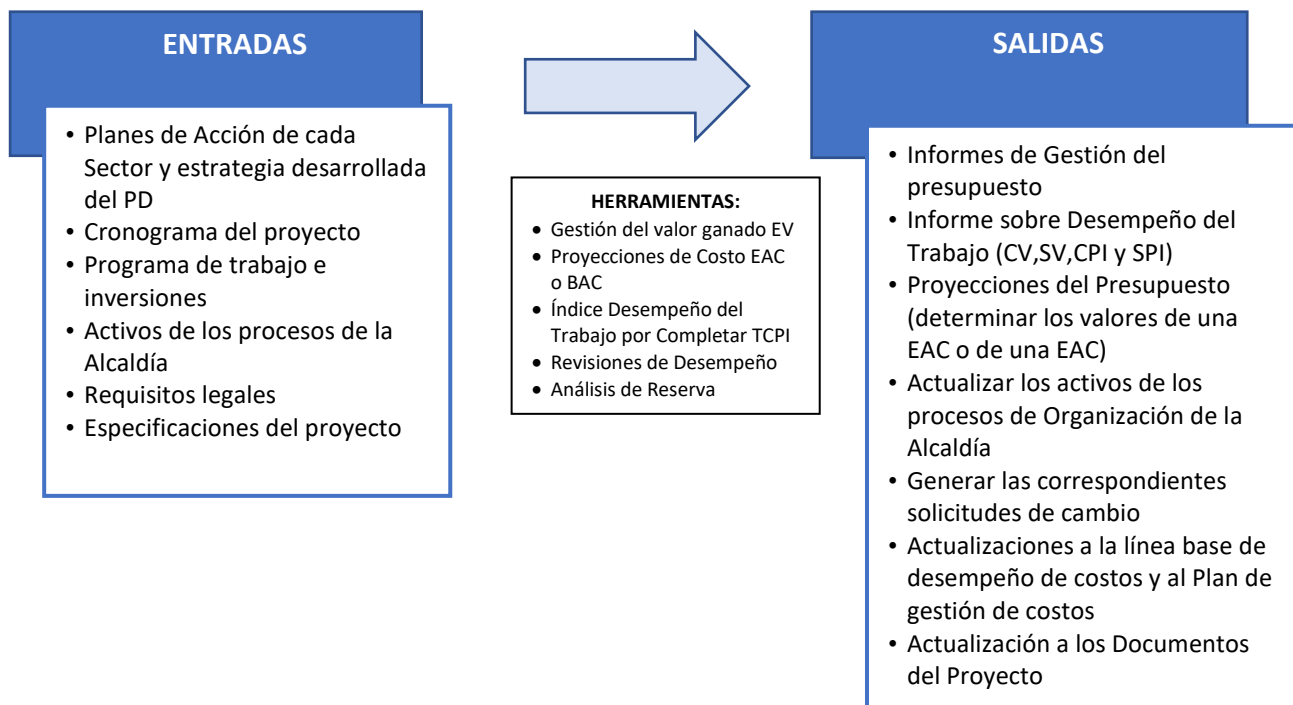 ENTRADAS
• Planes de Acción de cada
Sector y estrategia desarrollada
del PD
• Cronograma del proyecto
• Programa de trabajo e
inversiones
• Activos de los procesos de la
Alcaldía
• Requisitos legales
• Especificaciones del proyecto
HERRAMIENTAS:
• Gestión del valor ganado EV
• Proyecciones de Costo EAC
o BAC
• Índice Desempeño del
Trabajo por Completar TCPI
• Revisiones de Desempeño
• Análisis de Reserva
SALIDAS
• Informes de Gestión del
presupuesto
• Informe sobre Desempeño del
Trabajo (CV,SV,CPI y SPI)
• Proyecciones del Presupuesto
(determinar los valores de una
EAC o de una EAC)
• Actualizar los activos de los
procesos de Organización de la
Alcaldía
• Generar las correspondientes
solicitudes de cambio
• Actualizaciones a la línea base de
desempeño de costos y al Plan de
gestión de costos
• Actualización a los Documentos
del Proyecto